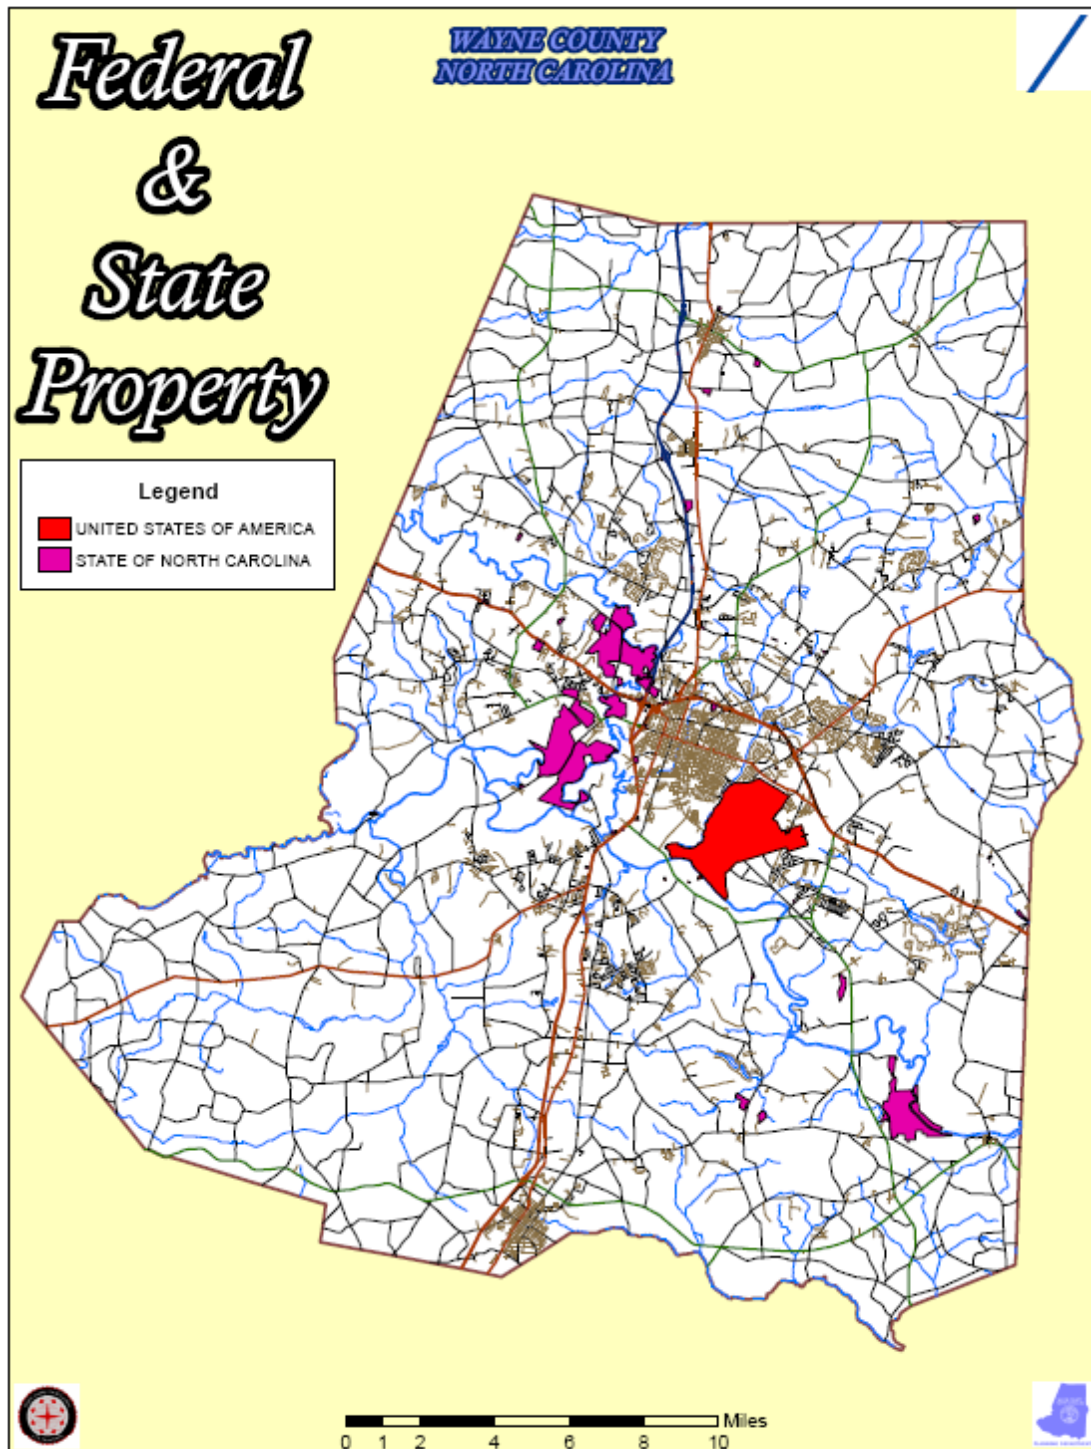 Federal
&
State
Property
WAYNE COUNTY
NORTH CAROLINA
Legend
UNITED STATES OF AMERICA
STATE OF NORTH CAROLINA
Miles
0 1 2 4 6 8 10